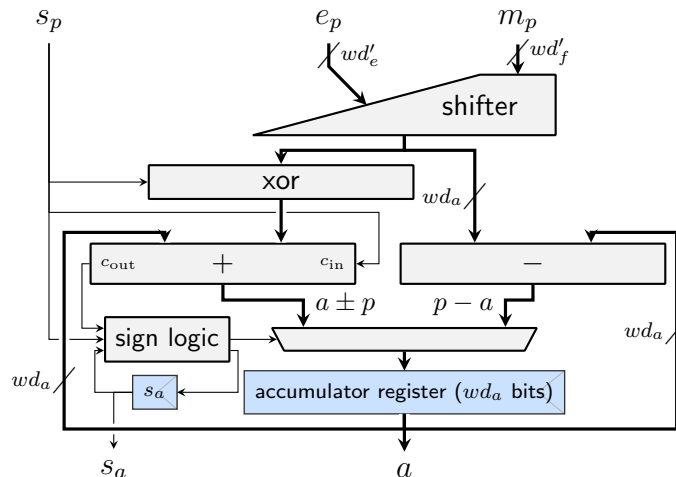 s_p e_p m_p
wd'_e wd'_f
shifter
xor
wd_a
c_out + c_in −
a ± p p − a
sign logic
wd_a wd_a
s_a accumulator register (wd_a bits)
s_a a